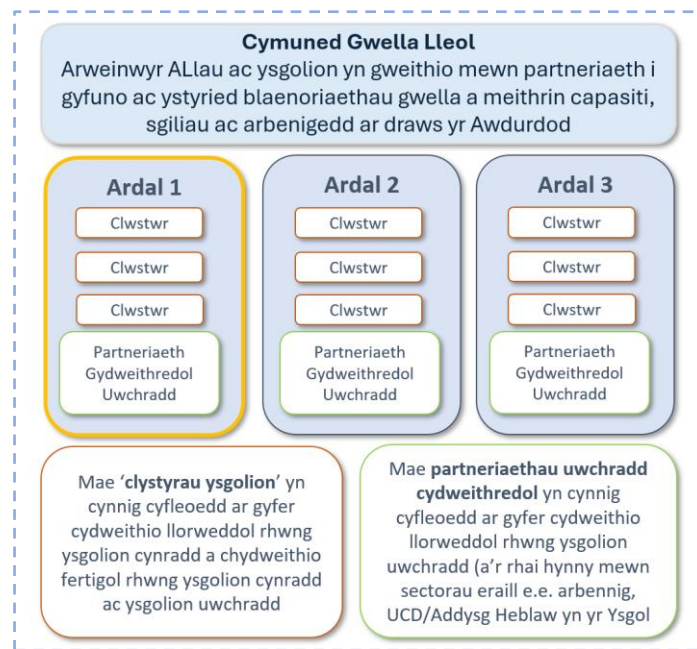 Cymuned Gwella Lleol
Arweinwyr ALlau ac ysgolion yn gweithio mewn partneriaeth i
gyfuno ac ystyried blaenoriaethau gwella a meithrin capasiti,
sgiliau ac arbenigedd ar draws yr Awdurdod
Ardal 1
Clwstwr
Clwstwr
Clwstwr
Partneriaeth
Gydweithredol
Uwchradd
Ardal 2
Clwstwr
Clwstwr
Clwstwr
Partneriaeth
Gydweithredol
Uwchradd
Ardal 3
Clwstwr
Clwstwr
Clwstwr
Partneriaeth
Gydweithredol
Uwchradd
Mae ‘clystyrau ysgolion’ yn
cynnig cyfleoedd ar gyfer
cydweithio llorweddol rhwng
ysgolion cynradd a chydweithio
fertigol rhwng ysgolion cynradd
ac ysgolion uwchradd
Mae partneriaethau uwchradd
cydweithredol yn cynnig
cyfleoedd ar gyfer cydweithio
llorweddol rhwng ysgolion
uwchradd (a’r rhai hynny mewn
sectorau eraill e.e. arbennig,
UCD/Addysg Heblaw yn yr Ysgol